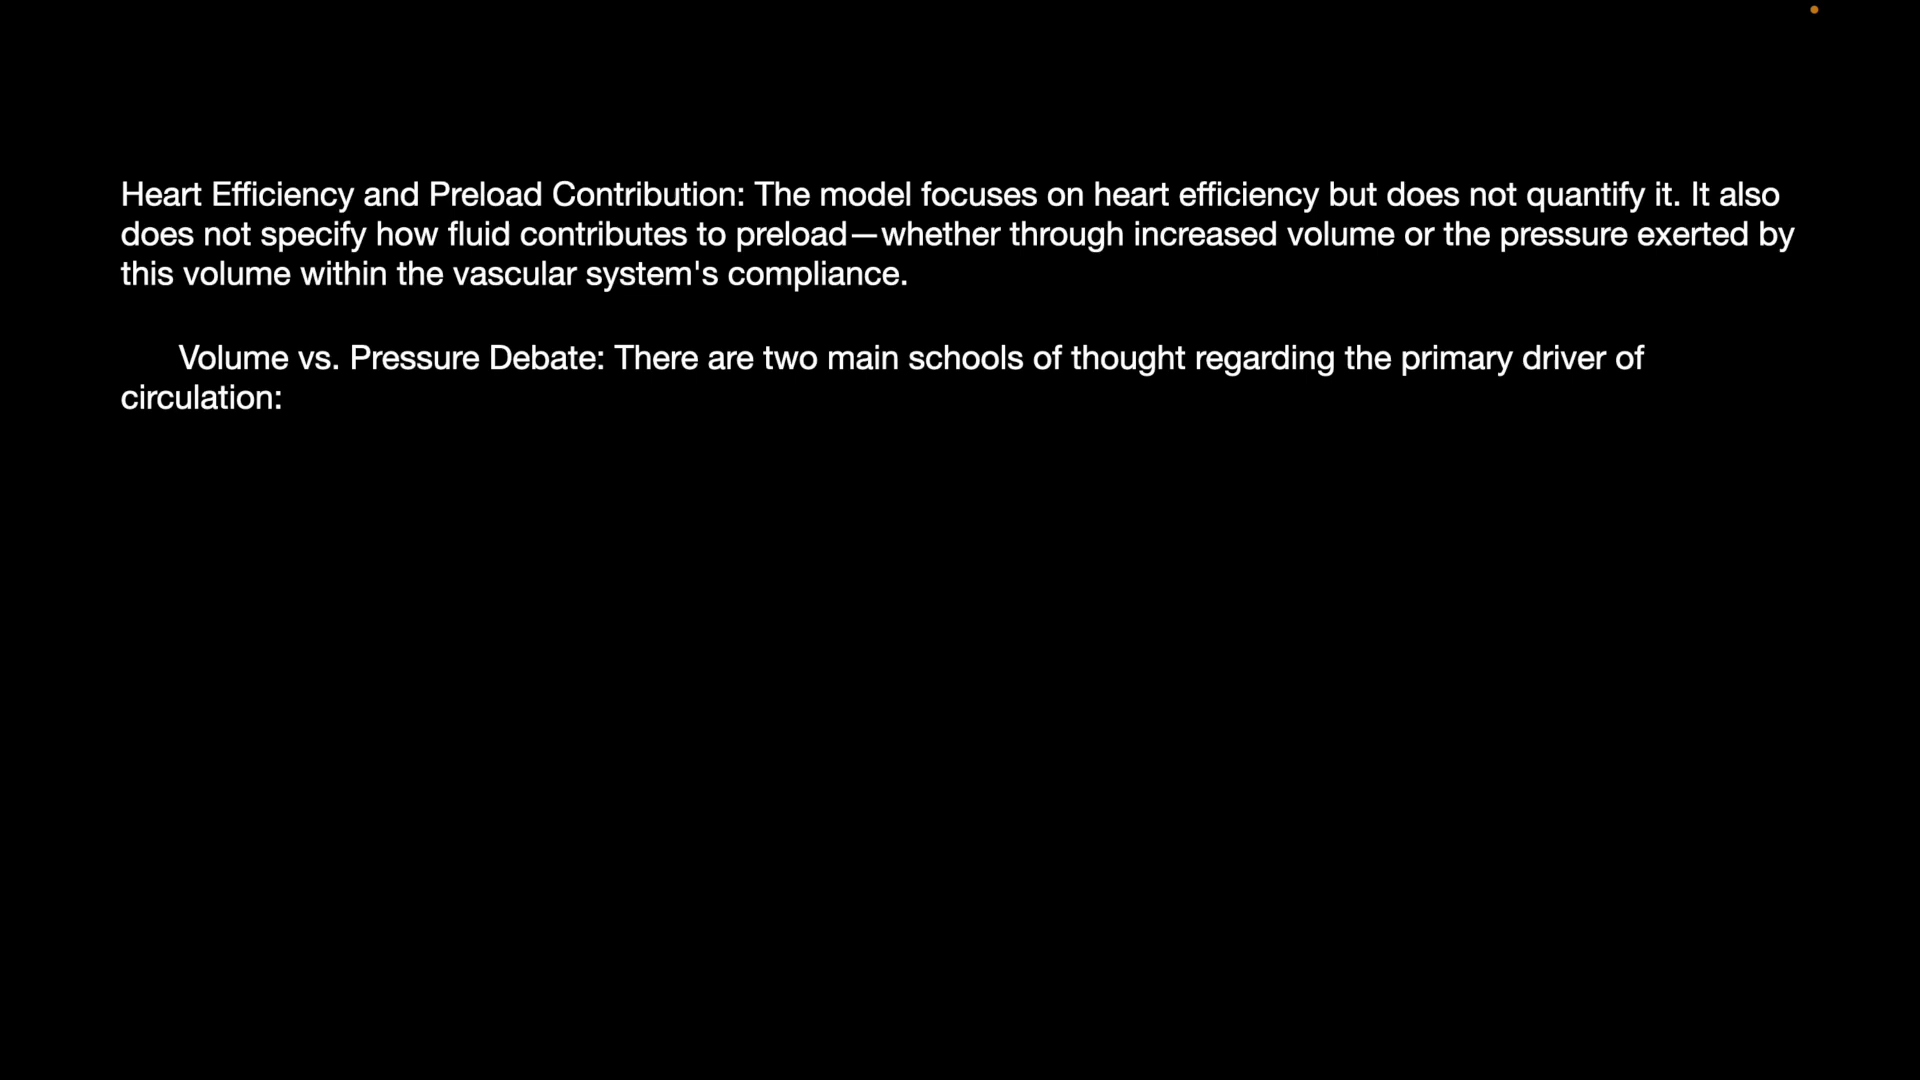 Heart Efficiency and Preload Contribution: The model focuses on heart efficiency but does not quantify it. It also
does not specify how fluid contributes to preload—whether through increased volume or the pressure exerted by
this volume within the vascular system's compliance.
Volume vs. Pressure Debate: There are two main schools of thought regarding the primary driver of
circulation: